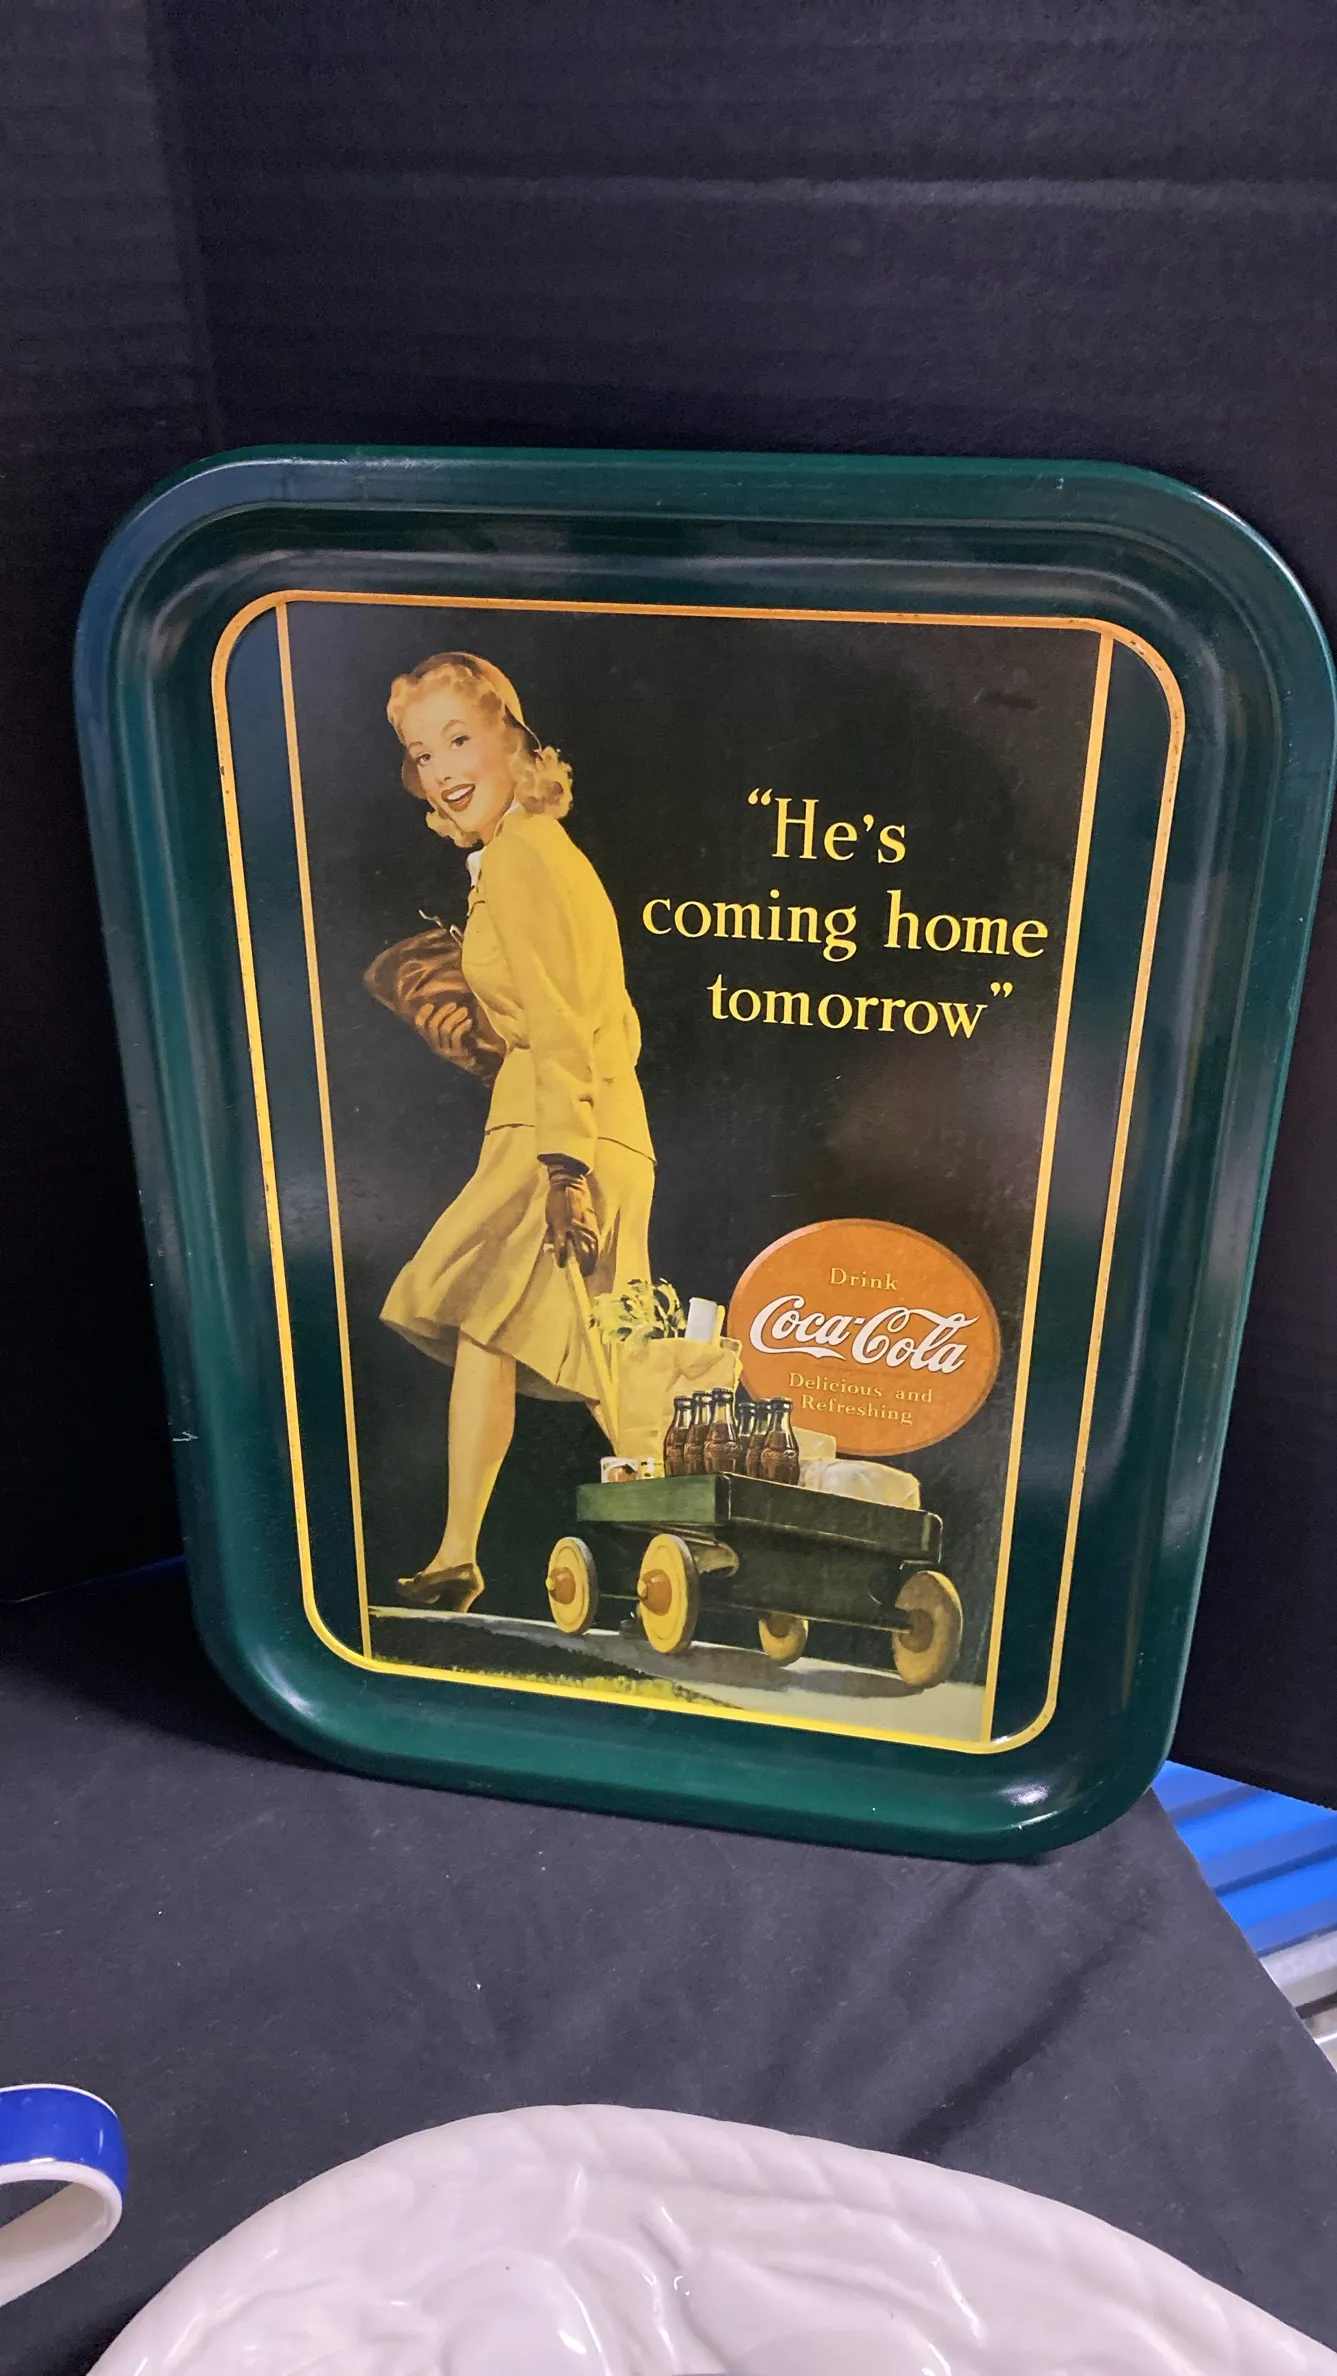 “He’s
coming home
tomorrow”
Drink
Coca-Cola
Delicious and
Refreshing